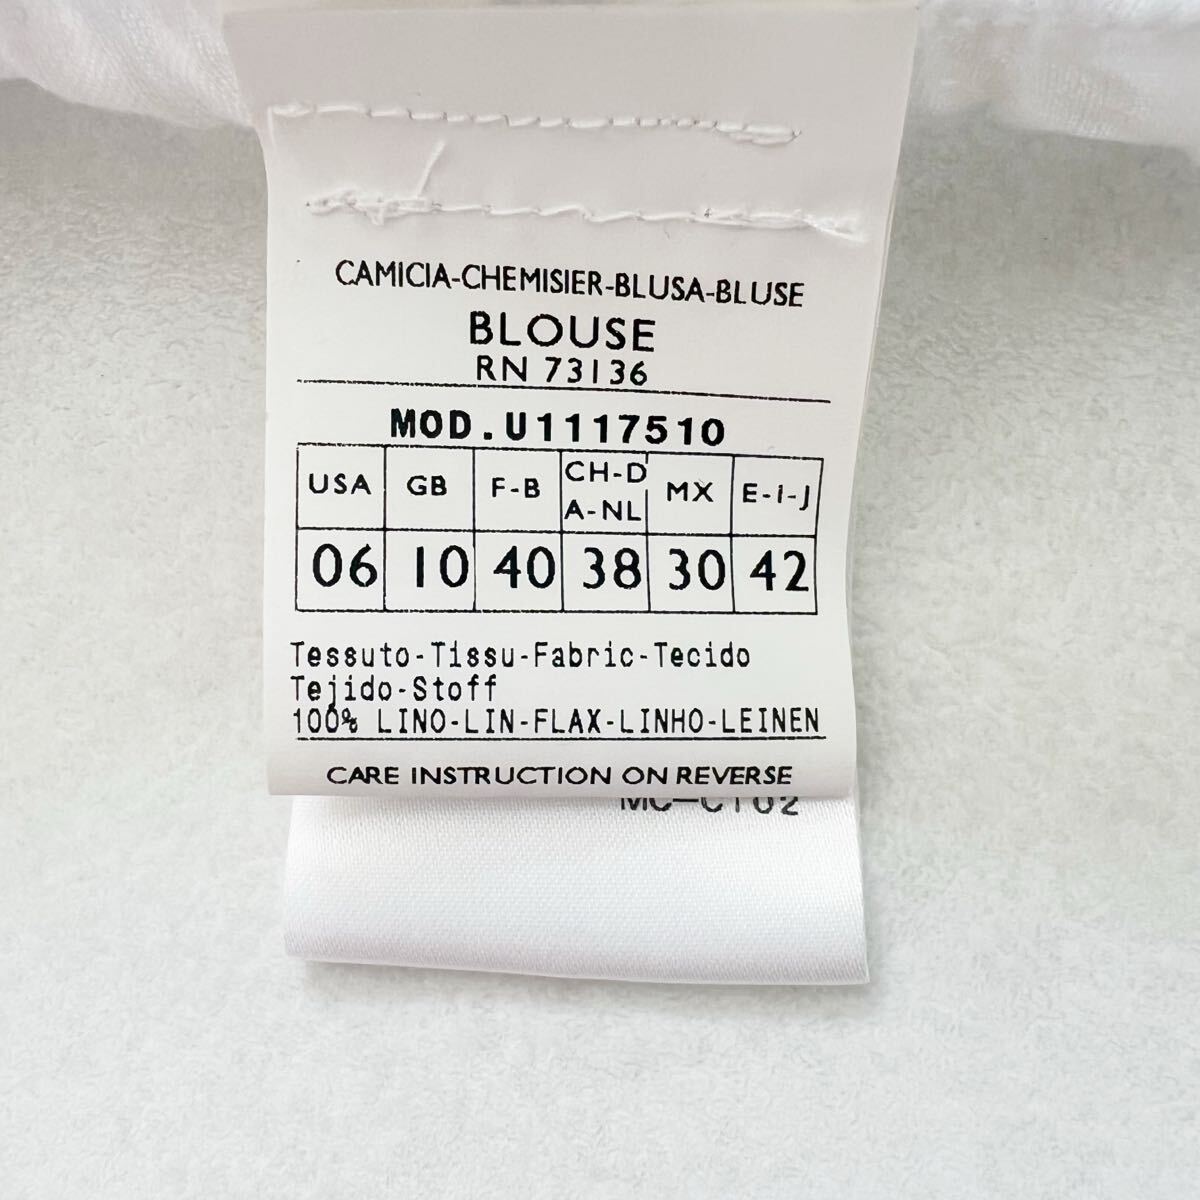 CAMICIA-CHEMISIER-BLUSA-BLUSE
BLOUSE
RN 73136
MOD.U1117510
USA GB F-B CH-D A-NL MX E-I-J
06 10 40 38 30 42
Tessuto-Tissu-Fabric-Tecido
Tejido-Stoff
100% LINO-LIN-FLAX-LINHO-LEINEN
CARE INSTRUCTION ON REVERSE